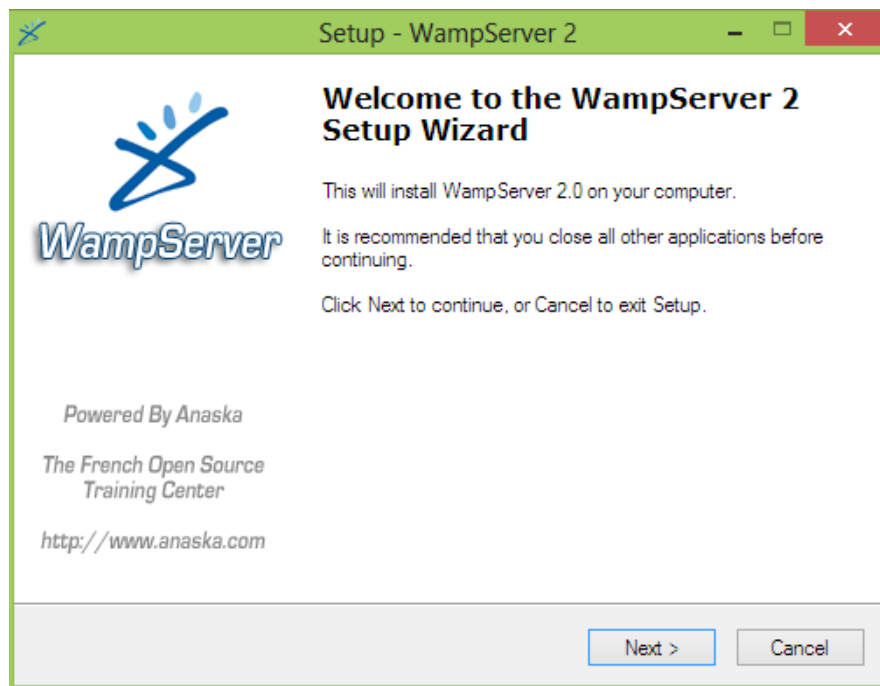 Setup - WampServer 2
Welcome to the WampServer 2
Setup Wizard
This will install WampServer 2.0 on your computer.
It is recommended that you close all other applications before
continuing.
Click Next to continue, or Cancel to exit Setup.
WampServer
Powered By Anaska
The French Open Source
Training Center
http://www.anaska.com
Next >
Cancel